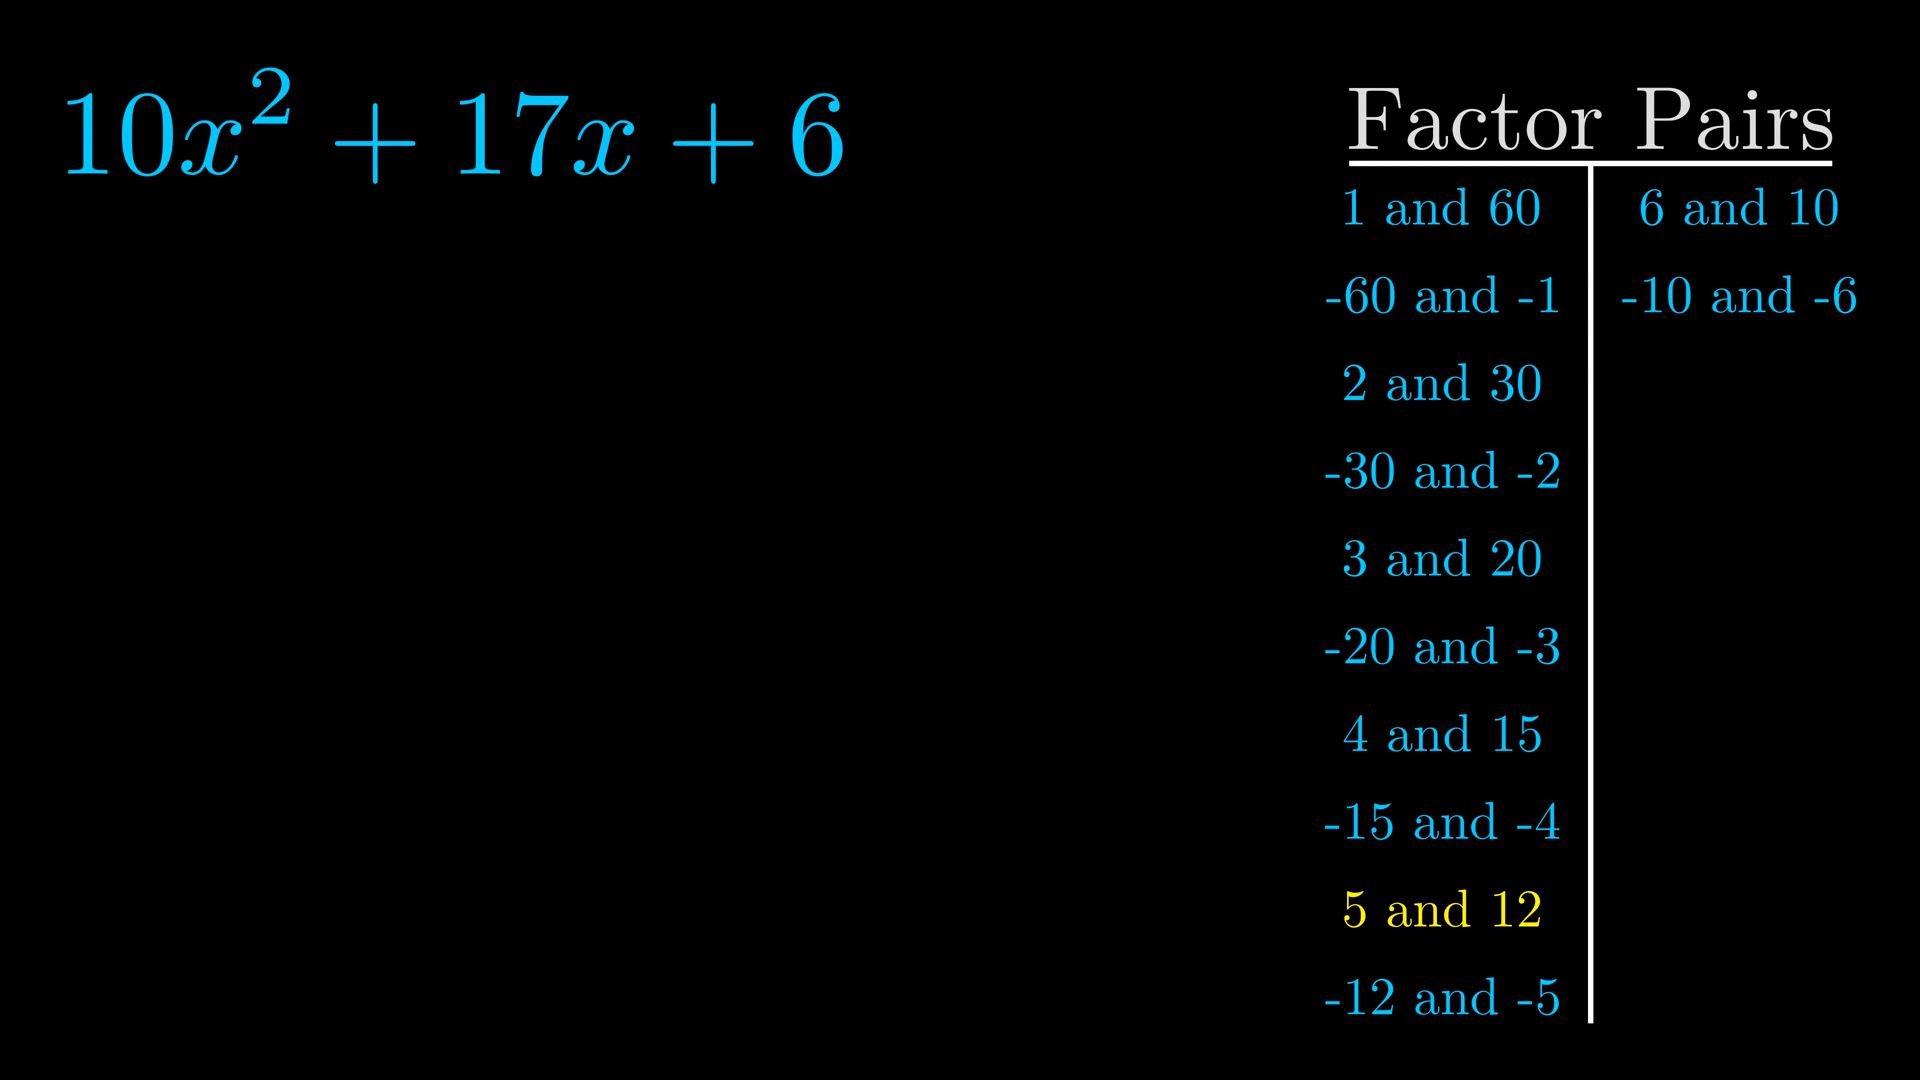 10x² + 17x + 6
Factor Pairs
1 and 60
-60 and -1
2 and 30
-30 and -2
3 and 20
-20 and -3
4 and 15
-15 and -4
5 and 12
-12 and -5
6 and 10
-10 and -6